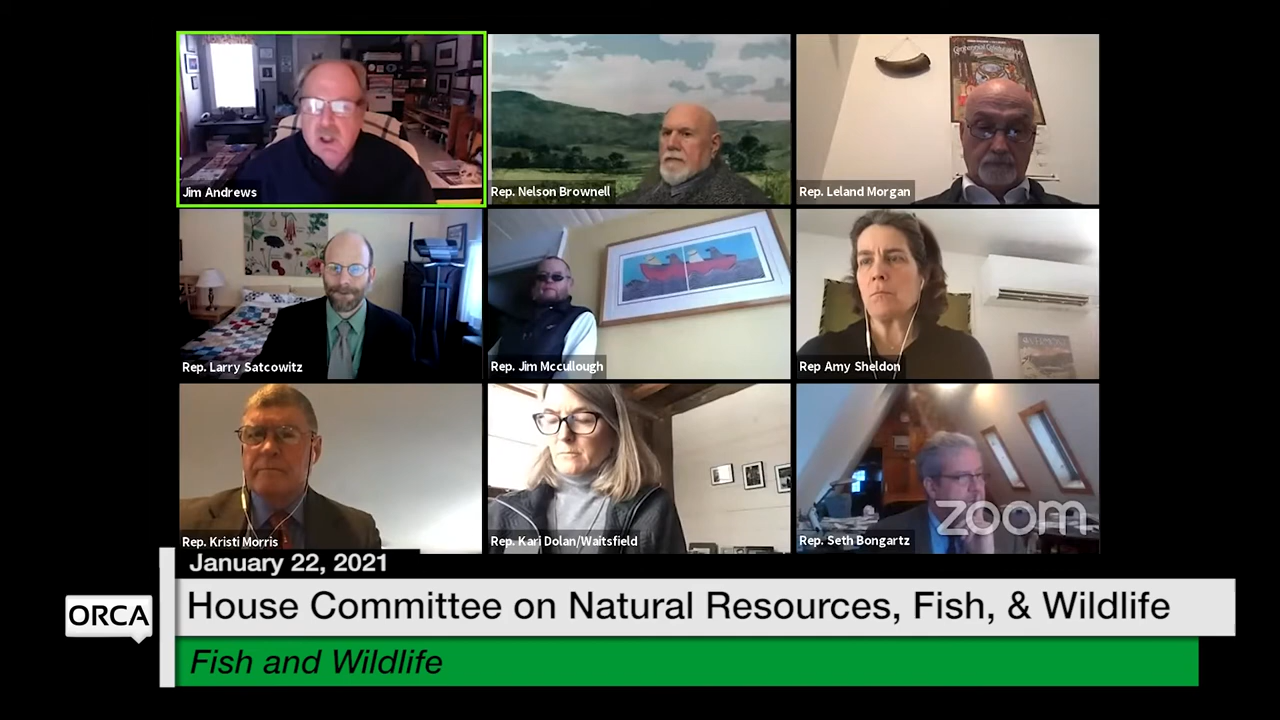 Centennial Celebration
Jim Andrews
Rep. Nelson Brownell
Rep. Leland Morgan
Rep. Larry Satcowitz
Rep. Jim Mccullough
Rep Amy Sheldon
Rep. Kristi Morris
Rep. Kari Dolan/Waitsfield
Rep. Seth Bongartz
zoom
January 22, 2021
ORCA
House Committee on Natural Resources, Fish, & Wildlife
Fish and Wildlife